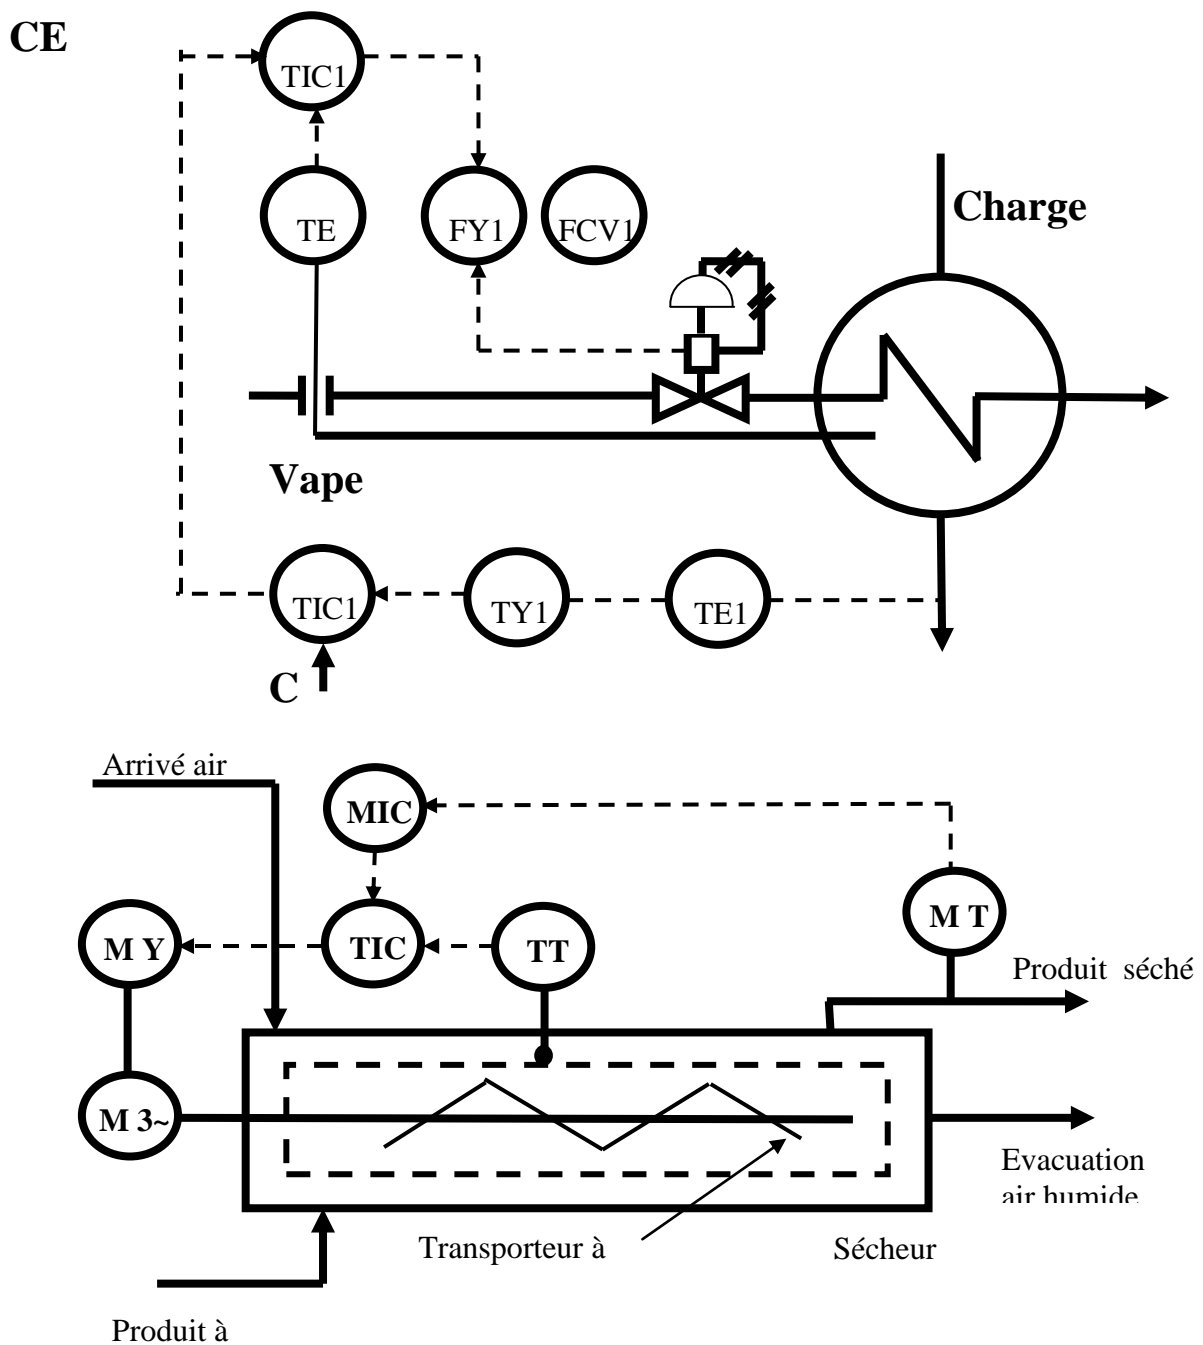 CE
TIC1
TE
FY1
FCV1
Charge
Vape
TIC1
TY1
TE1
C
Arrivé air
MIC
M T
M Y
TIC
TT
Produit séché
M 3~
Evacuation
air humide
Transporteur à
Sécheur
Produit à